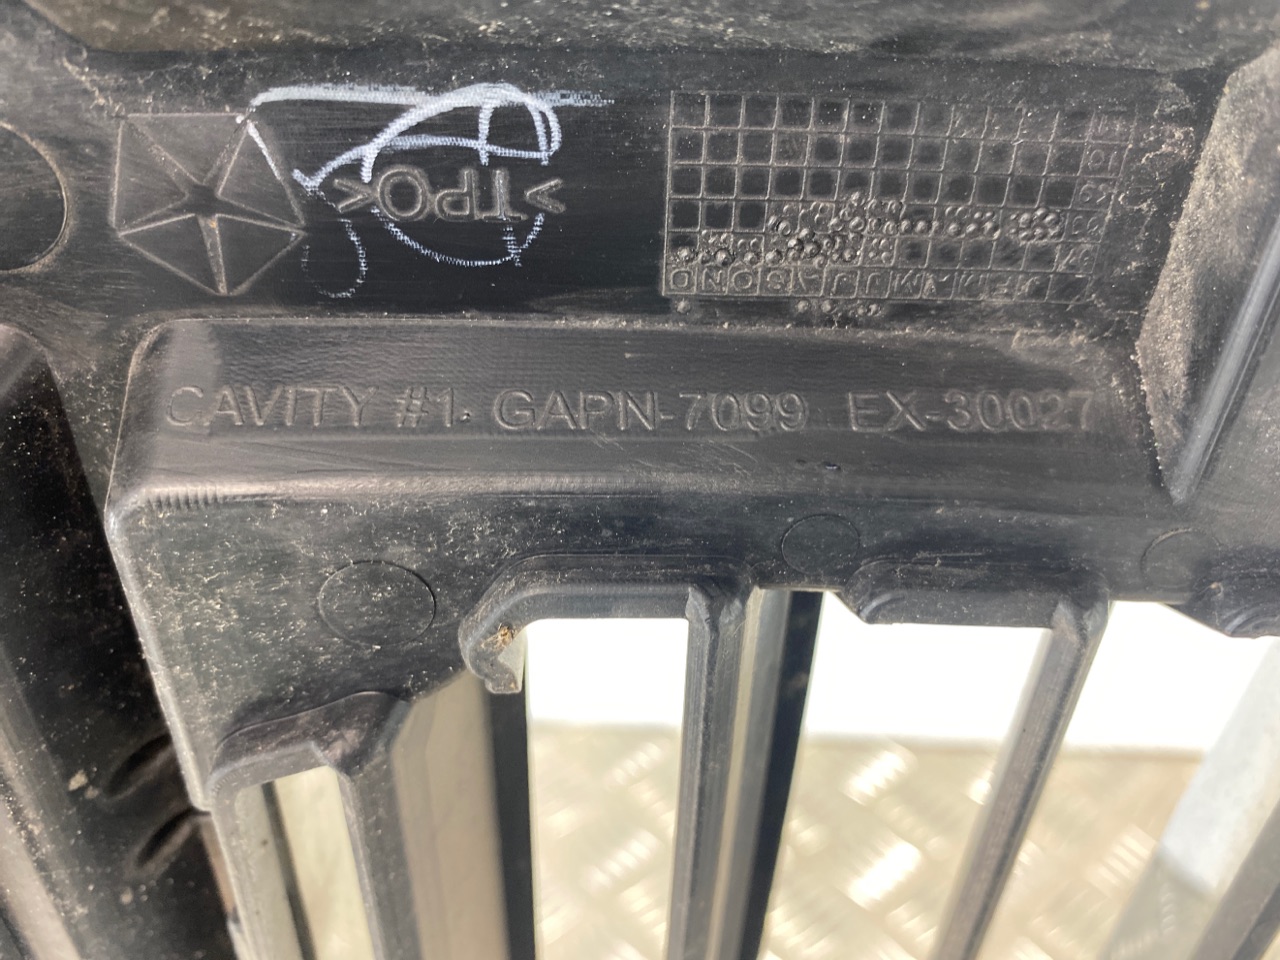 >TPO<
O N D
CAVITY #1. GAPN-7099 EX-30027